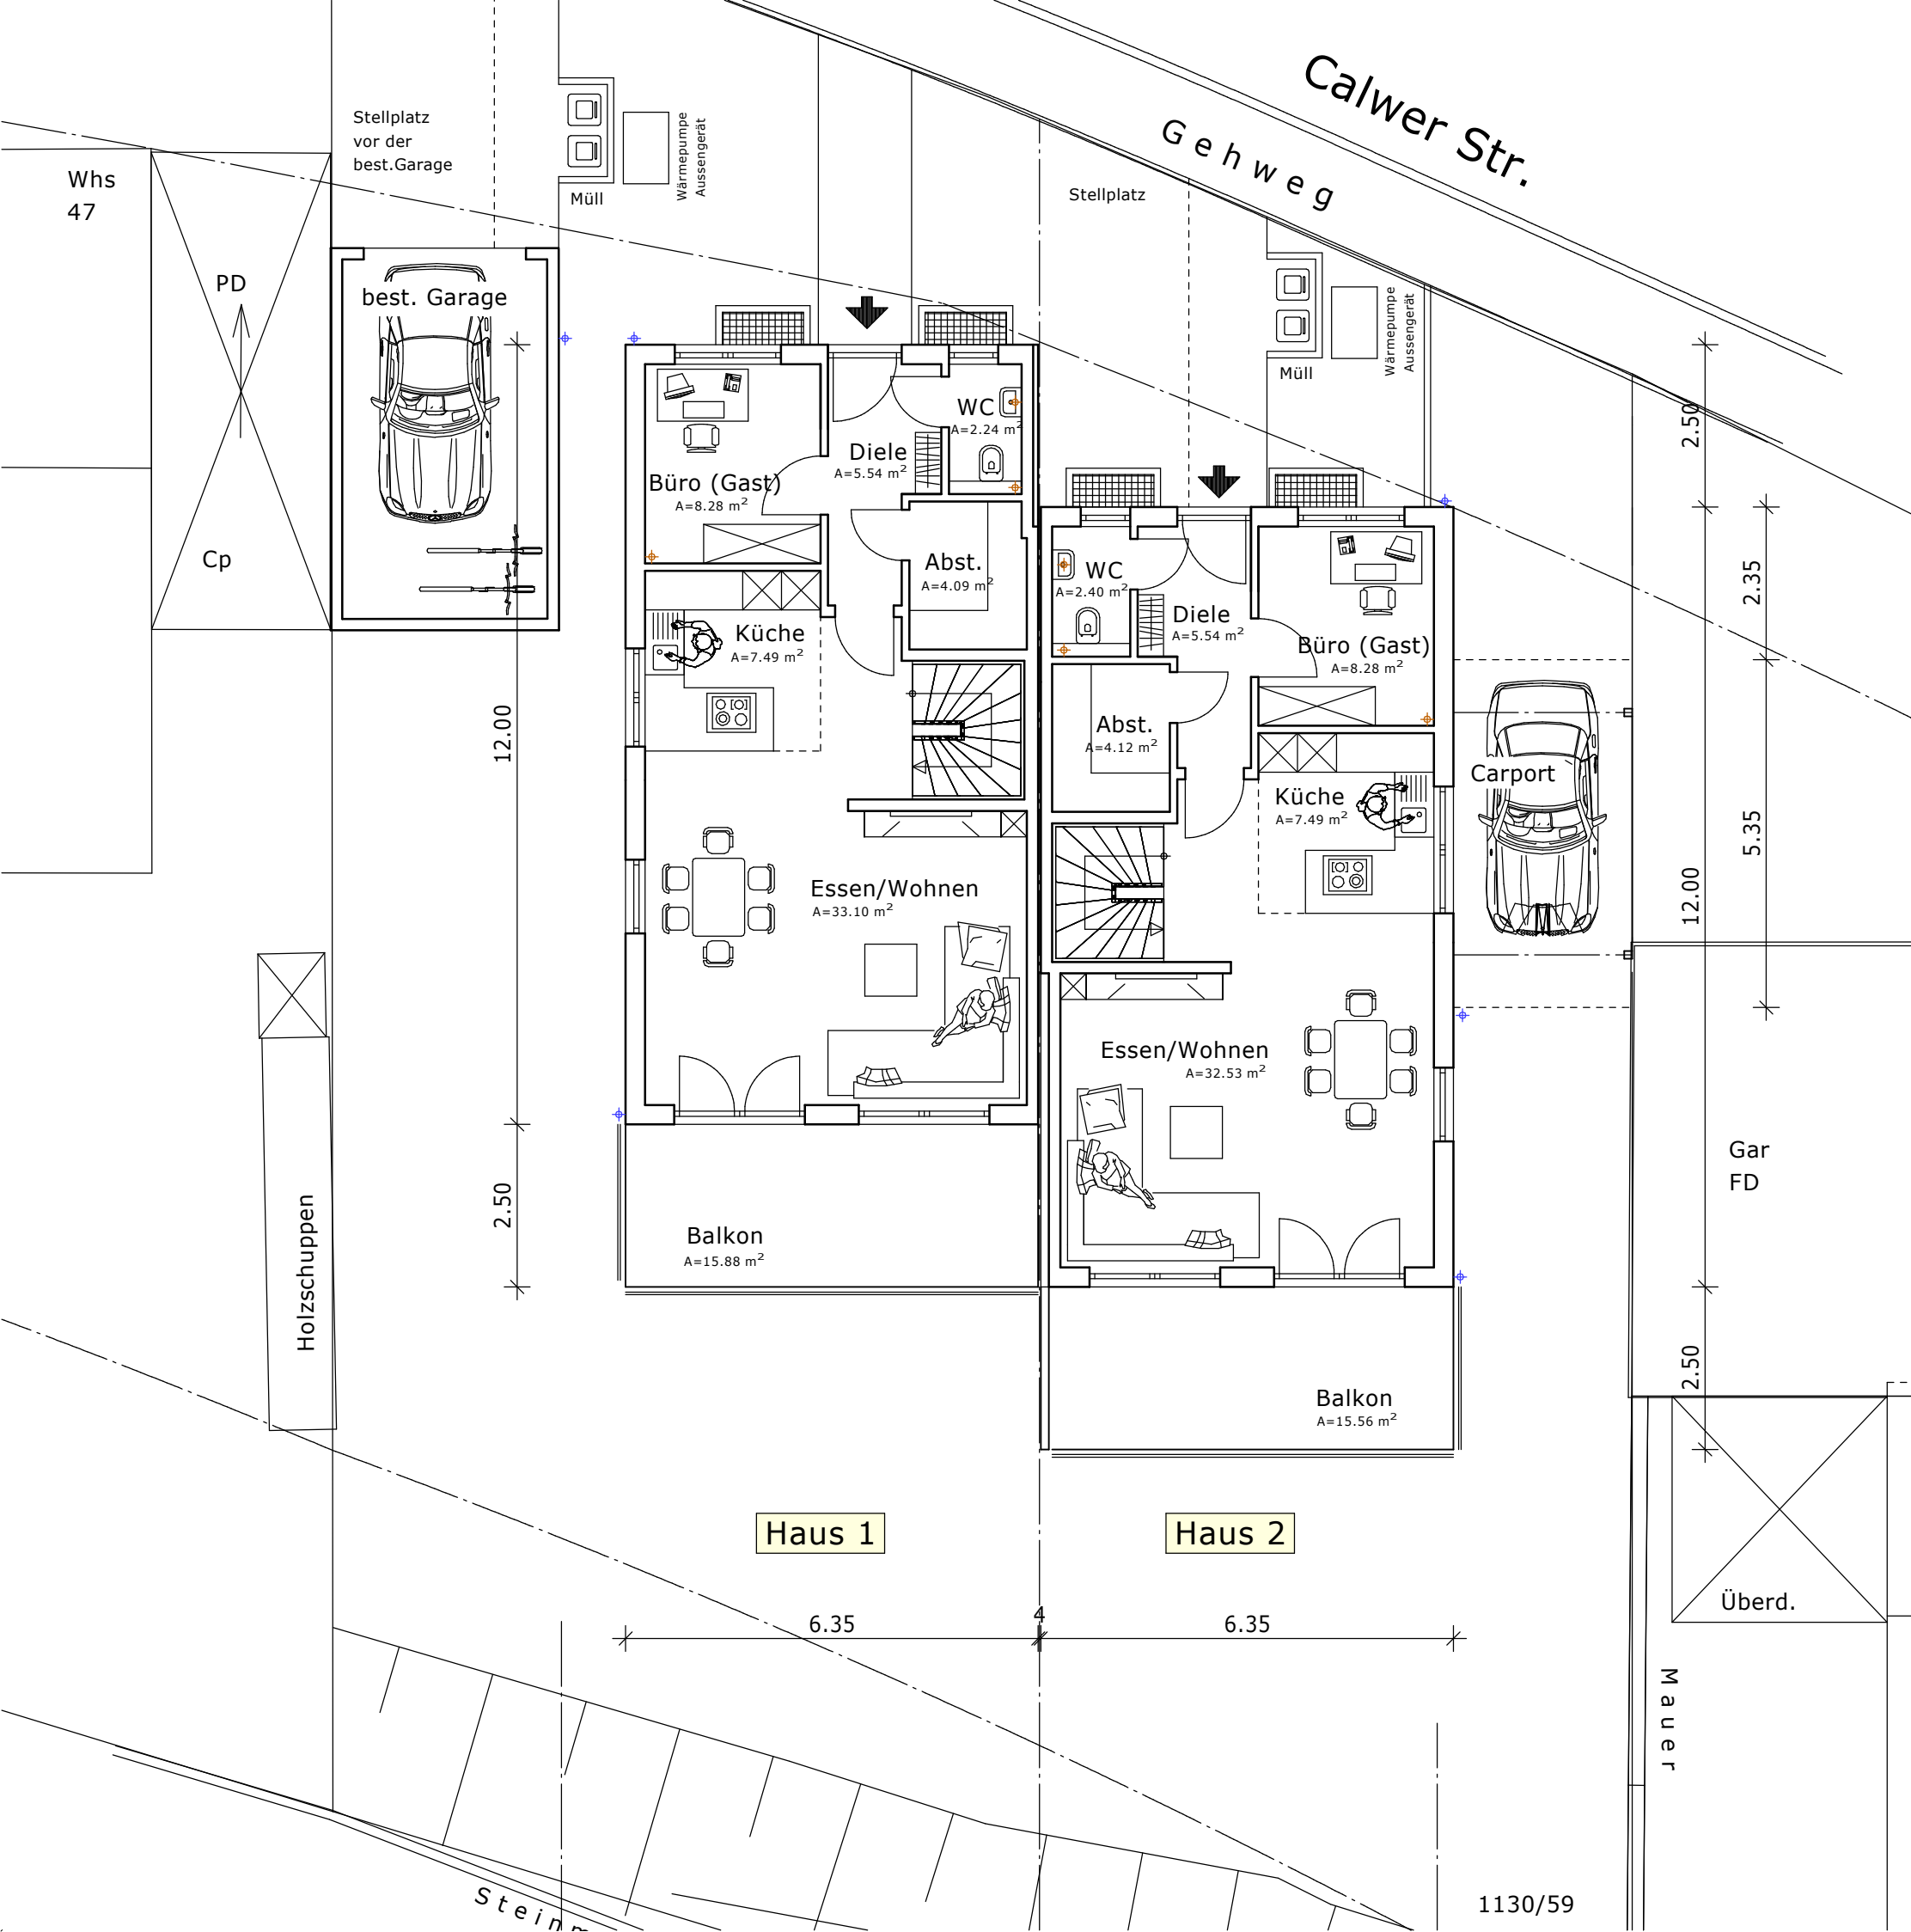 Calwer Str.
Gehweg
Stellplatz
vor der
best.Garage
Müll
Wärmepumpe
Aussengerät
Whs
47
PD
Cp
best. Garage
Stellplatz
Müll
Wärmepumpe
Aussengerät
WC
A=2.24 m²
Diele
A=5.54 m²
Büro (Gast)
A=8.28 m²
Abst.
A=4.09 m²
Küche
A=7.49 m²
Essen/Wohnen
A=33.10 m²
Balkon
A=15.88 m²
12.00
2.50
Holzschuppen
WC
A=2.40 m²
Diele
A=5.54 m²
Büro (Gast)
A=8.28 m²
Abst.
A=4.12 m²
Küche
A=7.49 m²
Carport
Essen/Wohnen
A=32.53 m²
Balkon
A=15.56 m²
2.50
2.35
5.35
12.00
2.50
Gar
FD
Überd.
Mauer
Haus 1
Haus 2
6.35
4
6.35
1130/59